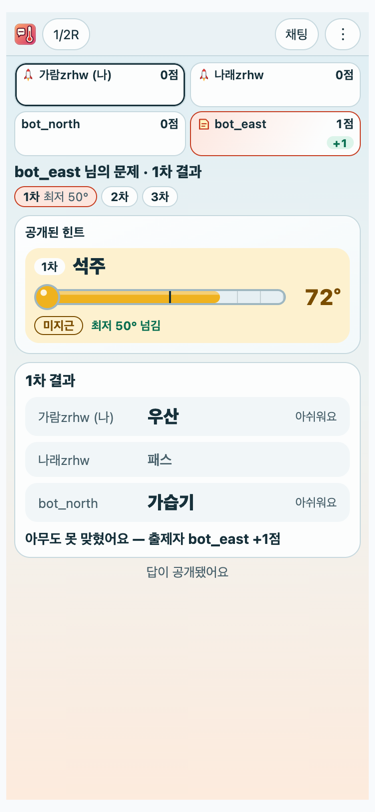 1/2R
채팅
가람zrhw (나) 0점
나래zrhw 0점
bot_north 0점
bot_east 1점
+1
bot_east 님의 문제 · 1차 결과
1차 최저 50° 2차 3차
공개된 힌트
1차 석주
72°
미지근 최저 50° 넘김
1차 결과
가람zrhw (나) 우산 아쉬워요
나래zrhw 패스
bot_north 가습기 아쉬워요
아무도 못 맞혔어요 — 출제자 bot_east +1점
답이 공개됐어요